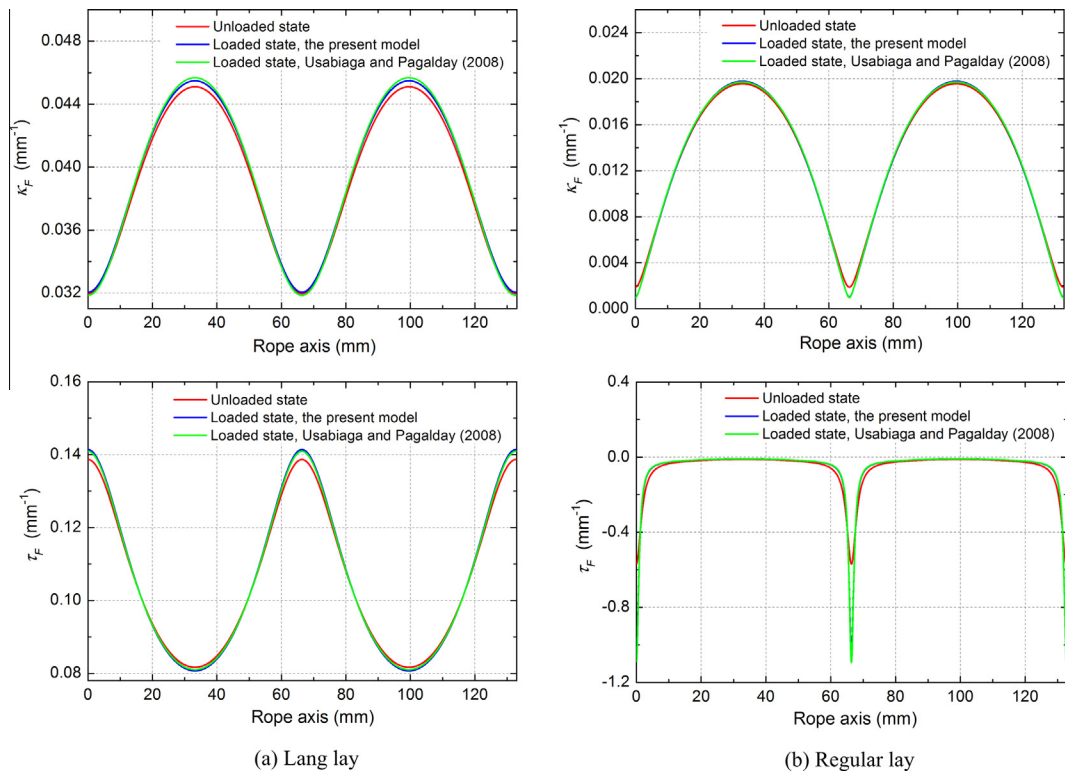 Unloaded state
Loaded state, the present model
Loaded state, Usabiaga and Pagalday (2008)
0.048
0.044
0.040
0.036
0.032
κF (mm-1)
0 20 40 60 80 100 120
Rope axis (mm)
Unloaded state
Loaded state, the present model
Loaded state, Usabiaga and Pagalday (2008)
0.024
0.020
0.016
0.012
0.008
0.004
0.000
κF (mm-1)
0 20 40 60 80 100 120
Rope axis (mm)
Unloaded state
Loaded state, the present model
Loaded state, Usabiaga and Pagalday (2008)
0.16
0.14
0.12
0.10
0.08
τF (mm-1)
0 20 40 60 80 100 120
Rope axis (mm)
(a) Lang lay
Unloaded state
Loaded state, the present model
Loaded state, Usabiaga and Pagalday (2008)
0.4
0.0
-0.4
-0.8
-1.2
τF (mm-1)
0 20 40 60 80 100 120
Rope axis (mm)
(b) Regular lay